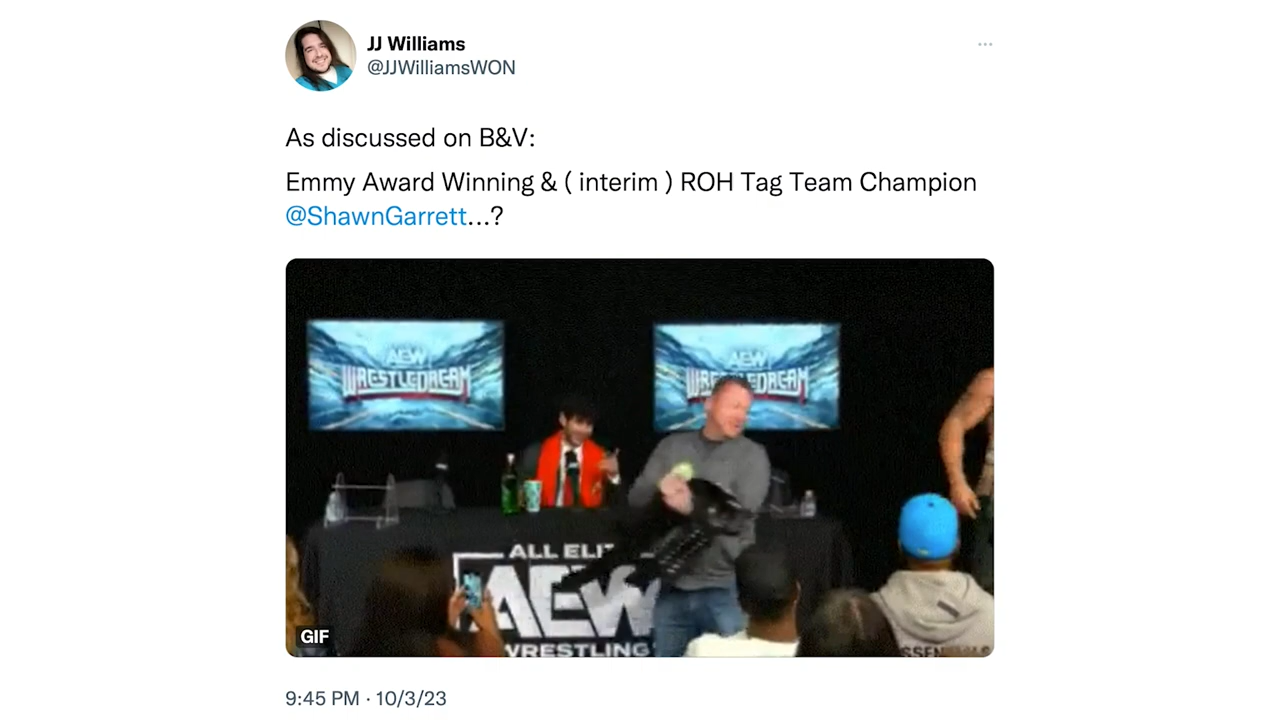 JJ Williams
@JJWilliamsWON
As discussed on B&V:
Emmy Award Winning & ( interim ) ROH Tag Team Champion
@ShawnGarrett...?
AEW
WRESTLEDREAM
AEW
ALL ELI
AEW
WRESTLING
GIF
9:45 PM · 10/3/23